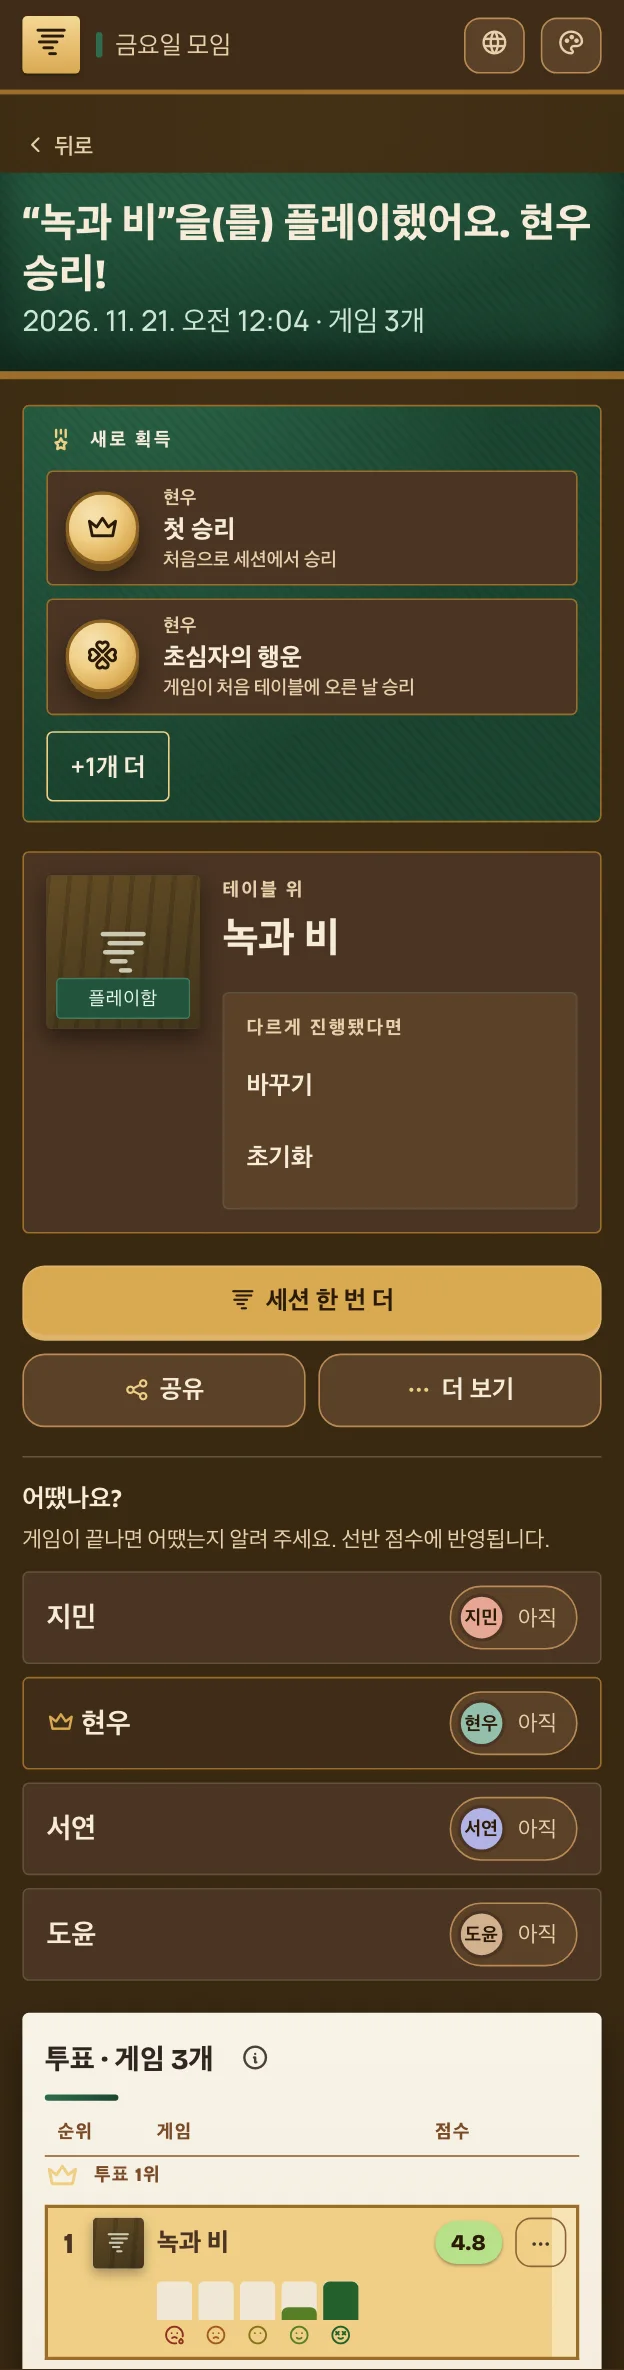 금요일 모임
뒤로
“녹과 비”을(를) 플레이했어요. 현우
승리!
2026. 11. 21. 오전 12:04 · 게임 3개
새로 획득
현우
첫 승리
처음으로 세션에서 승리
현우
초심자의 행운
게임이 처음 테이블에 오른 날 승리
+1개 더
테이블 위
녹과 비
플레이함
다르게 진행됐다면
바꾸기
초기화
세션 한 번 더
공유
더 보기
어땠나요?
게임이 끝나면 어땠는지 알려 주세요. 선반 점수에 반영됩니다.
지민 지민 아직
현우 현우 아직
서연 서연 아직
도윤 도윤 아직
투표 · 게임 3개
순위 게임 점수
투표 1위
1 녹과 비 4.8